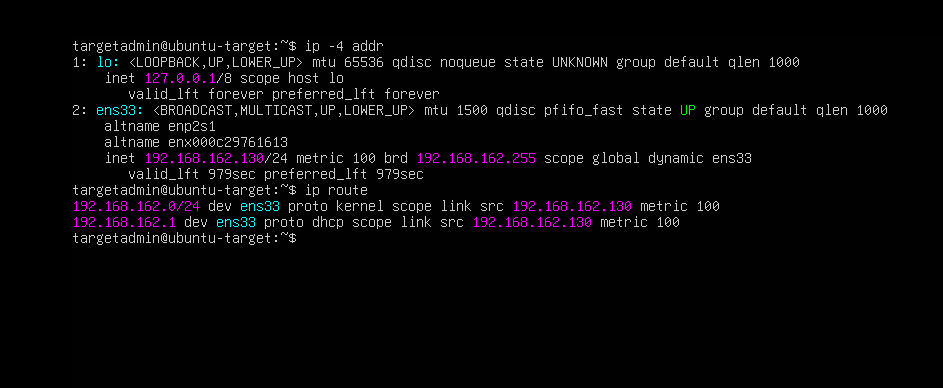 targetadmin@ubuntu-target:~$ ip -4 addr
1: lo: <LOOPBACK,UP,LOWER_UP> mtu 65536 qdisc noqueue state UNKNOWN group default qlen 1000
    inet 127.0.0.1/8 scope host lo
       valid_lft forever preferred_lft forever
2: ens33: <BROADCAST,MULTICAST,UP,LOWER_UP> mtu 1500 qdisc pfifo_fast state UP group default qlen 1000
    altname enp2s1
    altname enx000c29761613
    inet 192.168.162.130/24 metric 100 brd 192.168.162.255 scope global dynamic ens33
       valid_lft 979sec preferred_lft 979sec
targetadmin@ubuntu-target:~$ ip route
192.168.162.0/24 dev ens33 proto kernel scope link src 192.168.162.130 metric 100
192.168.162.1 dev ens33 proto dhcp scope link src 192.168.162.130 metric 100
targetadmin@ubuntu-target:~$